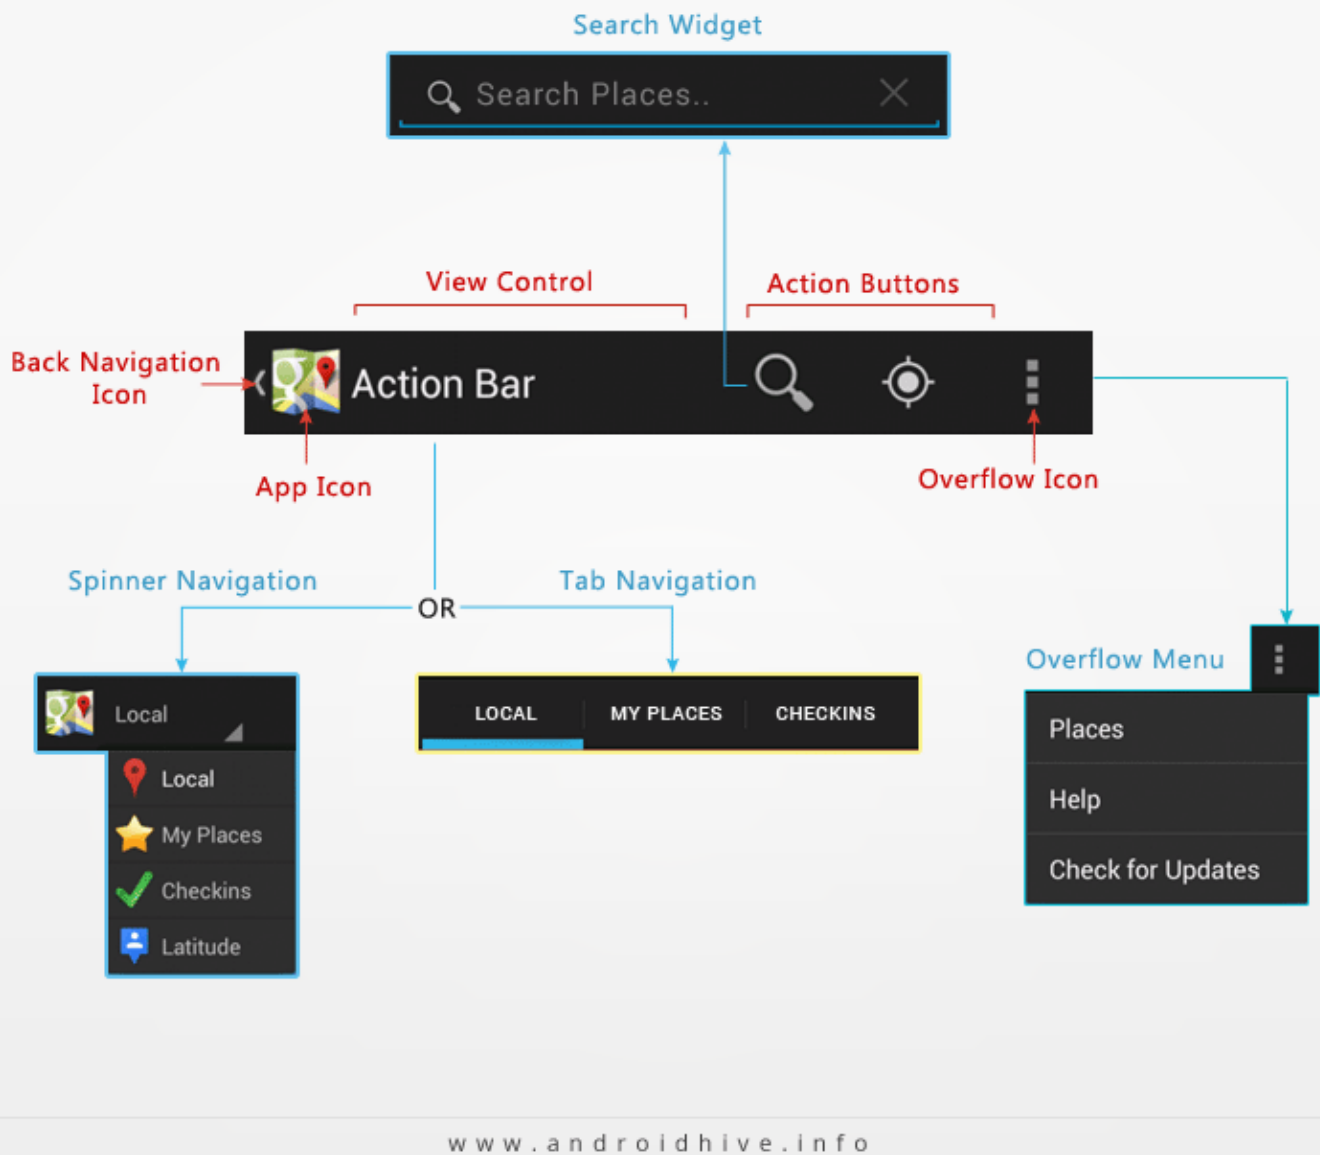 Search Widget
Search Places..
View Control
Action Buttons
Back Navigation
Icon
Action Bar
App Icon
Overflow Icon
Spinner Navigation
Tab Navigation
OR
Overflow Menu
Local
LOCAL MY PLACES CHECKINS
Local
My Places
Checkins
Latitude
Places
Help
Check for Updates
www.androidhive.info